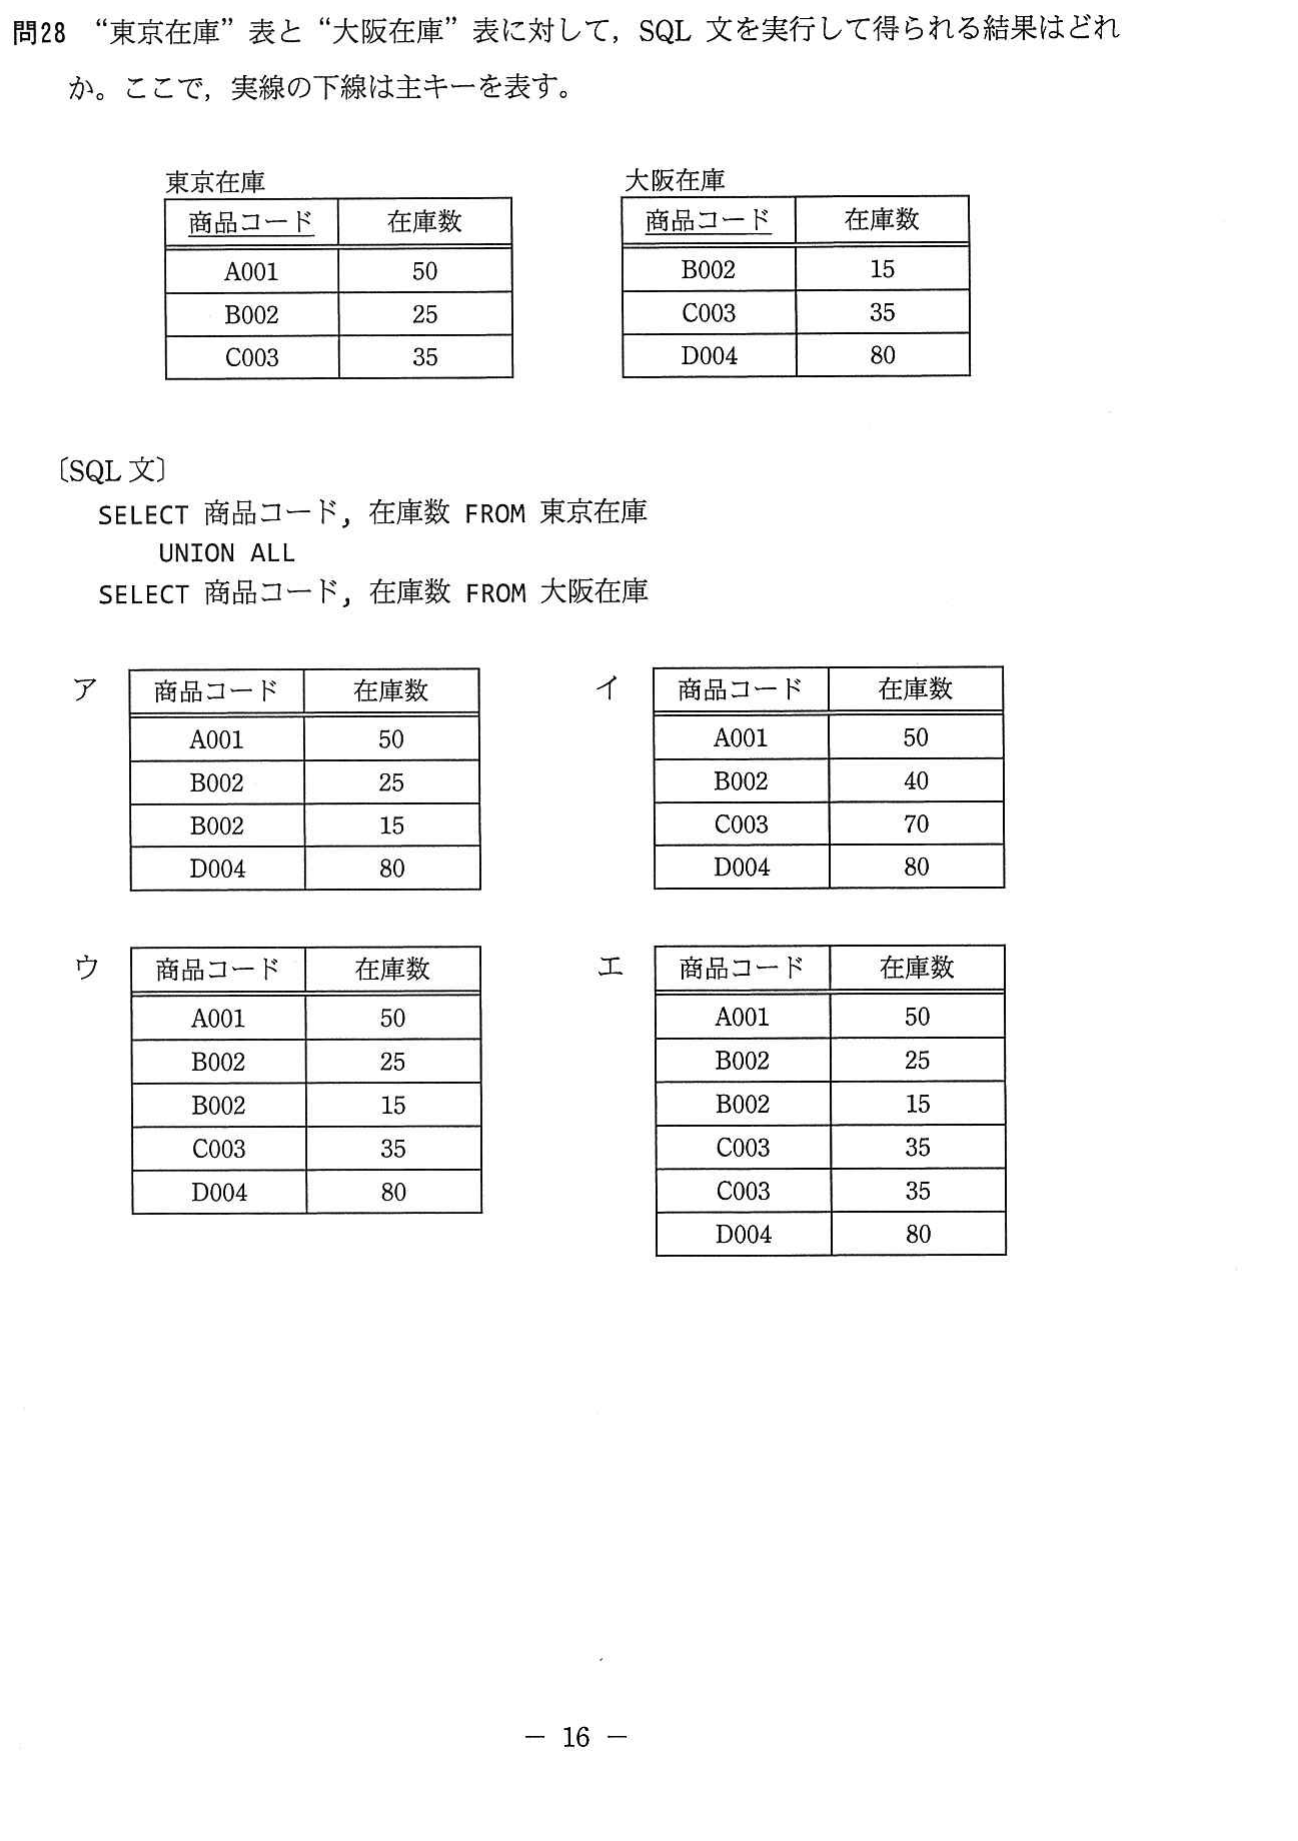 問28 “東京在庫”表と“大阪在庫”表に対して，SQL 文を実行して得られる結果はどれ
か。ここで，実線の下線は主キーを表す。
東京在庫
商品コード 在庫数
A001 50
B002 25
C003 35
大阪在庫
商品コード 在庫数
B002 15
C003 35
D004 80
〔SQL 文〕
SELECT 商品コード, 在庫数 FROM 東京在庫
UNION ALL
SELECT 商品コード, 在庫数 FROM 大阪在庫
ア
商品コード 在庫数
A001 50
B002 25
B002 15
D004 80
イ
商品コード 在庫数
A001 50
B002 40
C003 70
D004 80
ウ
商品コード 在庫数
A001 50
B002 25
B002 15
C003 35
D004 80
エ
商品コード 在庫数
A001 50
B002 25
B002 15
C003 35
C003 35
D004 80
－ 16 －